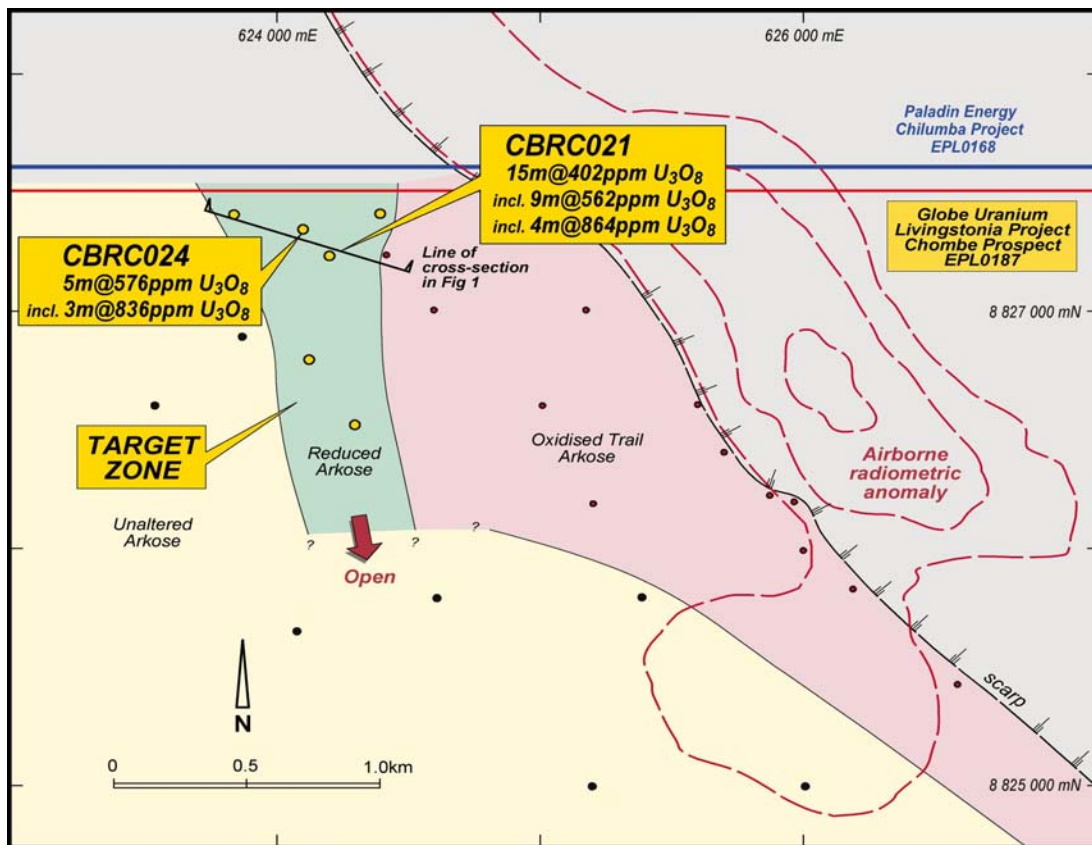 624 000 mE
626 000 mE
Paladin Energy
Chilumba Project
EPL0168
CBRC021
15m@402ppm U₃O₈
incl. 9m@562ppm U₃O₈
incl. 4m@864ppm U₃O₈
Globe Uranium
Livingstonia Project
Chombe Prospect
EPL0187
CBRC024
5m@576ppm U₃O₈
incl. 3m@836ppm U₃O₈
Line of
cross-section
in Fig 1
8 827 000 mN
TARGET
ZONE
Reduced
Arkose
Oxidised Trail
Arkose
Airborne
radiometric
anomaly
Unaltered
Arkose
?
?
?
Open
scarp
N
0
0.5
1.0km
8 825 000 mN